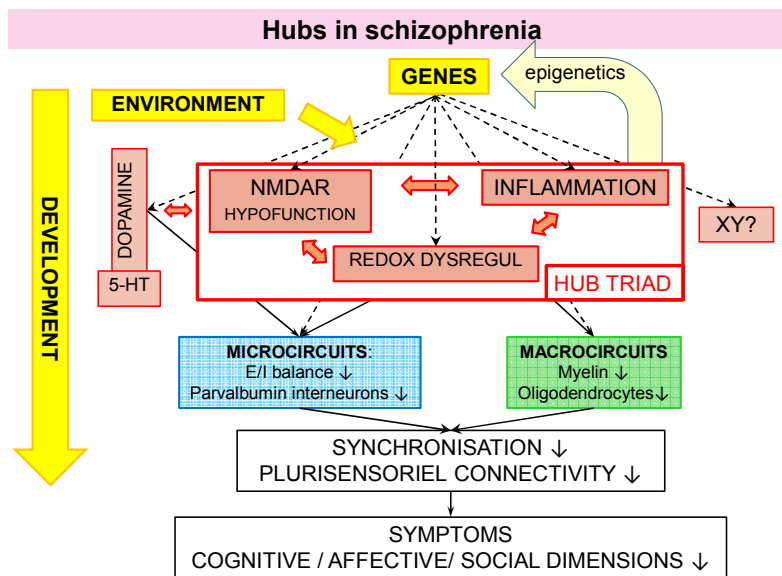 Hubs in schizophrenia
GENES
epigenetics
ENVIRONMENT
DEVELOPMENT
DOPAMINE
5-HT
NMDAR
HYPOFUNCTION
INFLAMMATION
REDOX DYSREGUL
HUB TRIAD
XY?
MICROCIRCUITS:
E/I balance ↓
Parvalbumin interneurons ↓
MACROCIRCUITS
Myelin ↓
Oligodendrocytes↓
SYNCHRONISATION ↓
PLURISENSORIEL CONNECTIVITY ↓
SYMPTOMS
COGNITIVE / AFFECTIVE/ SOCIAL DIMENSIONS ↓